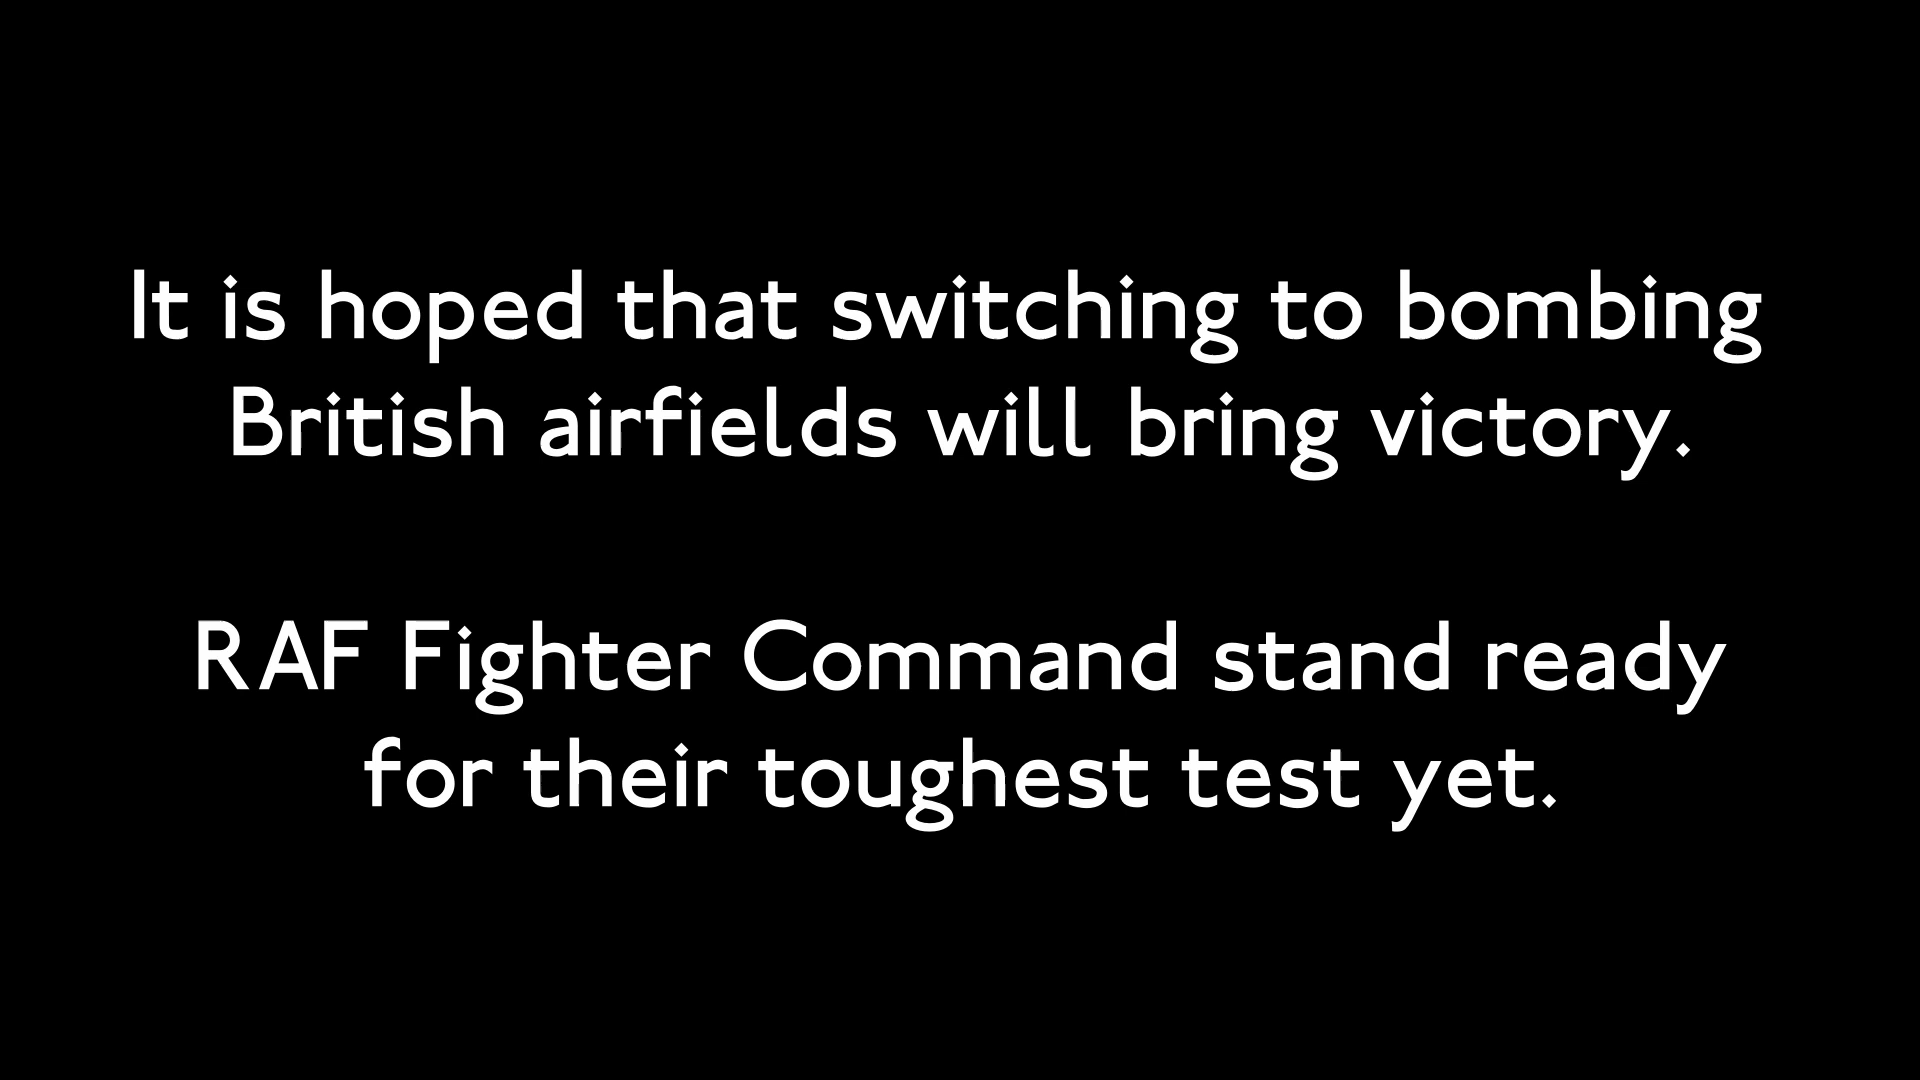 It is hoped that switching to bombing
British airfields will bring victory.
RAF Fighter Command stand ready
for their toughest test yet.